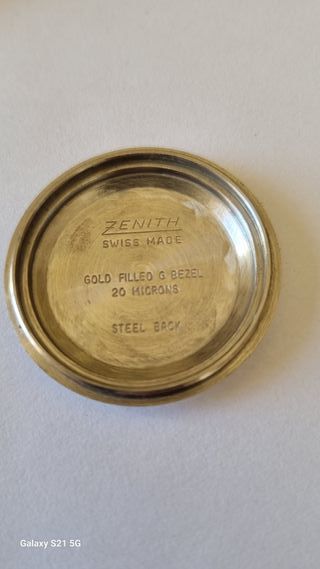 ZENITH
SWISS MADE
GOLD FILLED G BEZEL
20 MICRONS
STEEL BACK
Galaxy S21 5G